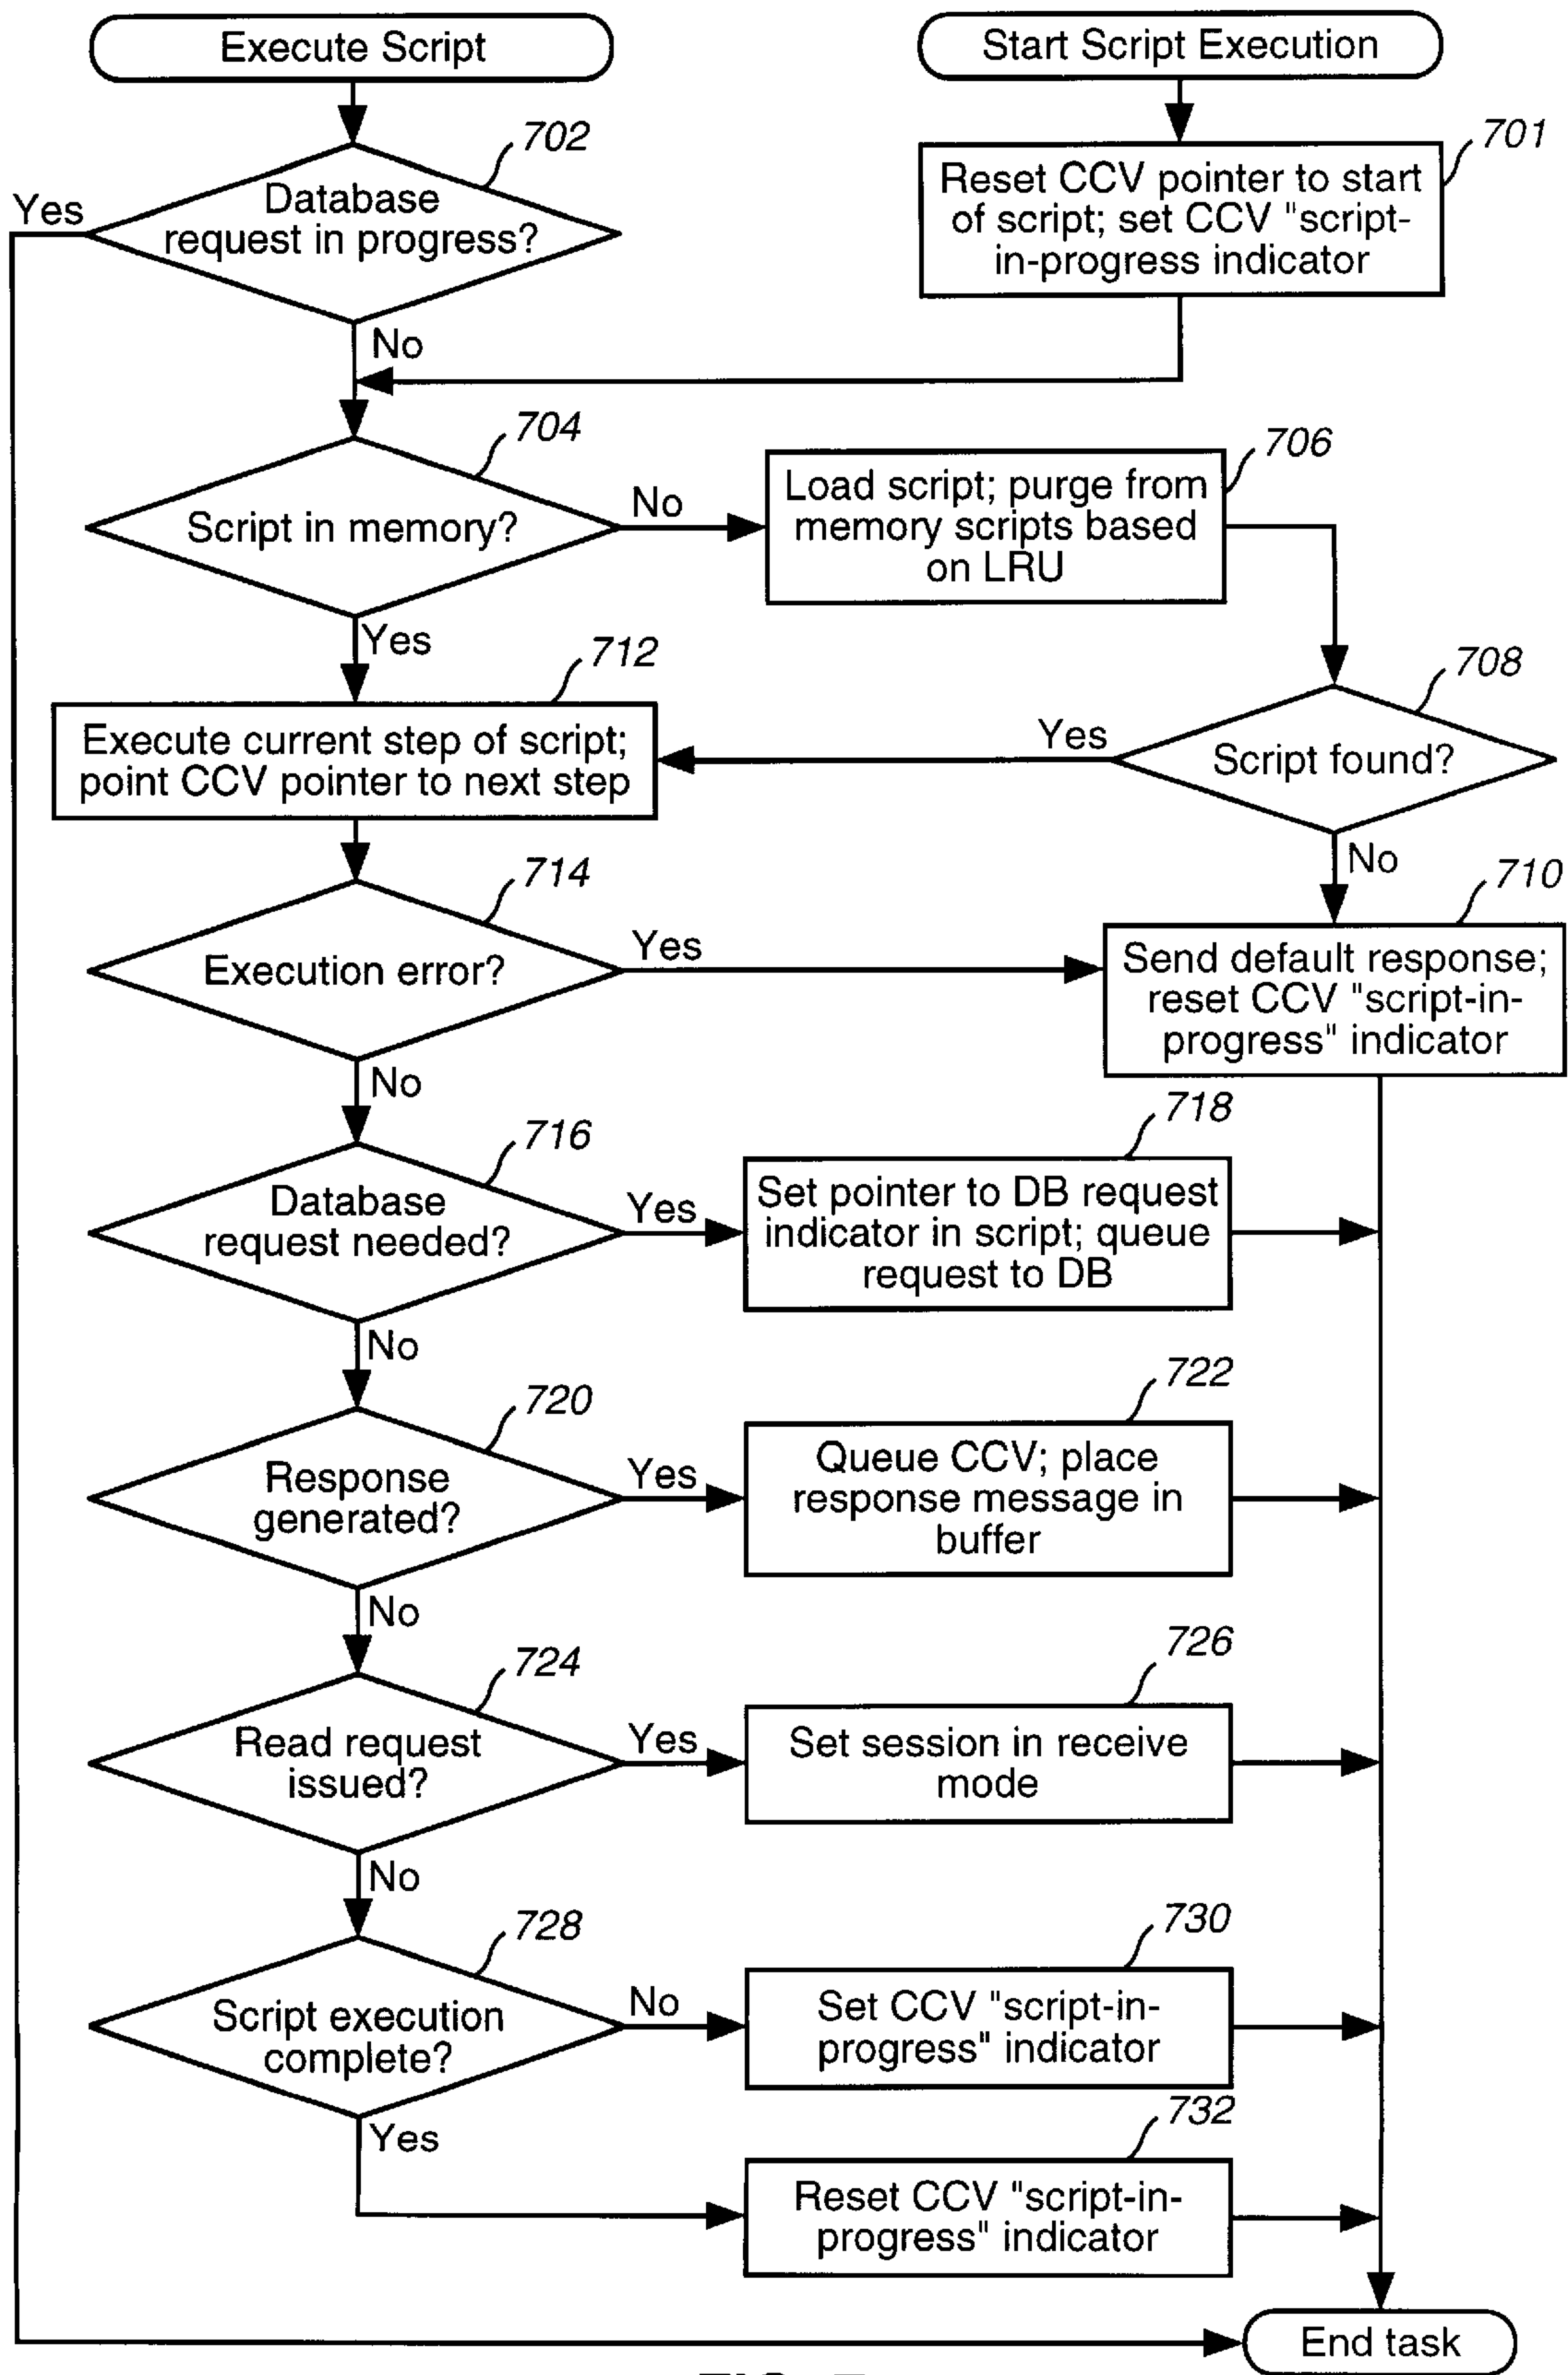 Execute Script
Start Script Execution
702
701
Database
request in progress?
Yes
Reset CCV pointer to start
of script; set CCV "script-
in-progress indicator
No
704
706
Script in memory?
No
Load script; purge from
memory scripts based
on LRU
Yes
712
708
Execute current step of script;
point CCV pointer to next step
Yes
Script found?
No
714
710
Execution error?
Yes
Send default response;
reset CCV "script-in-
progress" indicator
No
716
718
Database
request needed?
Yes
Set pointer to DB request
indicator in script; queue
request to DB
No
720
722
Response
generated?
Yes
Queue CCV; place
response message in
buffer
No
724
726
Read request
issued?
Yes
Set session in receive
mode
No
728
730
Script execution
complete?
No
Set CCV "script-in-
progress" indicator
Yes
732
Reset CCV "script-in-
progress" indicator
End task